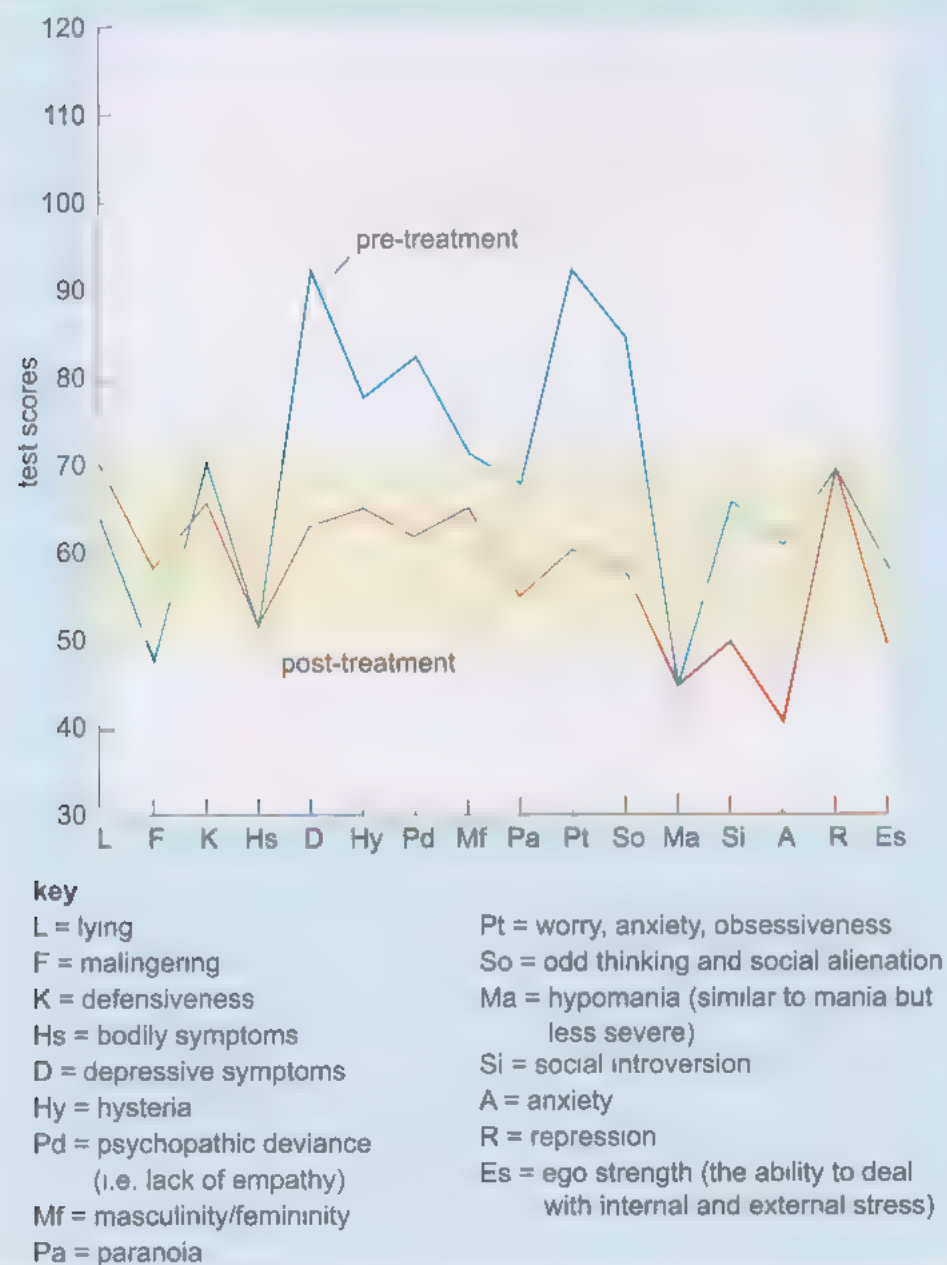 120
110
100
pre-treatment
90
80
test scores
70
60
50
post-treatment
40
30
L F K Hs D Hy Pd Mf Pa Pt So Ma Si A R Es
key
L = lying
F = malingering
K = defensiveness
Hs = bodily symptoms
D = depressive symptoms
Hy = hysteria
Pd = psychopathic deviance
(i.e. lack of empathy)
Mf = masculinity/femininity
Pa = paranoia
Pt = worry, anxiety, obsessiveness
So = odd thinking and social alienation
Ma = hypomania (similar to mania but
less severe)
Si = social introversion
A = anxiety
R = repression
Es = ego strength (the ability to deal
with internal and external stress)